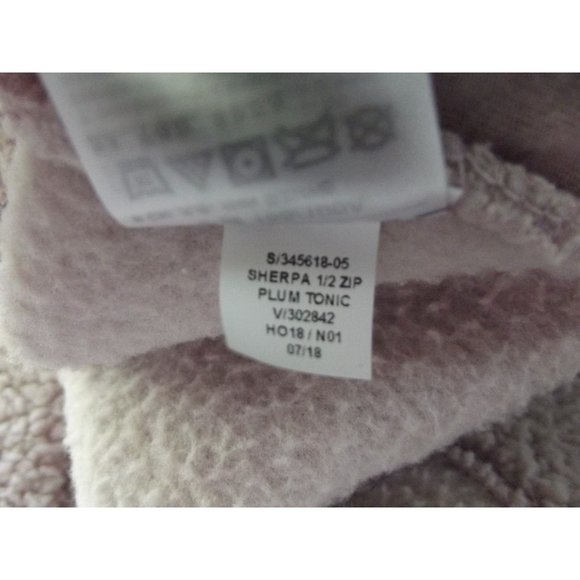 S/345618-05
SHERPA 1/2 ZIP
PLUM TONIC
V/302842
HO18 / N01
07/18